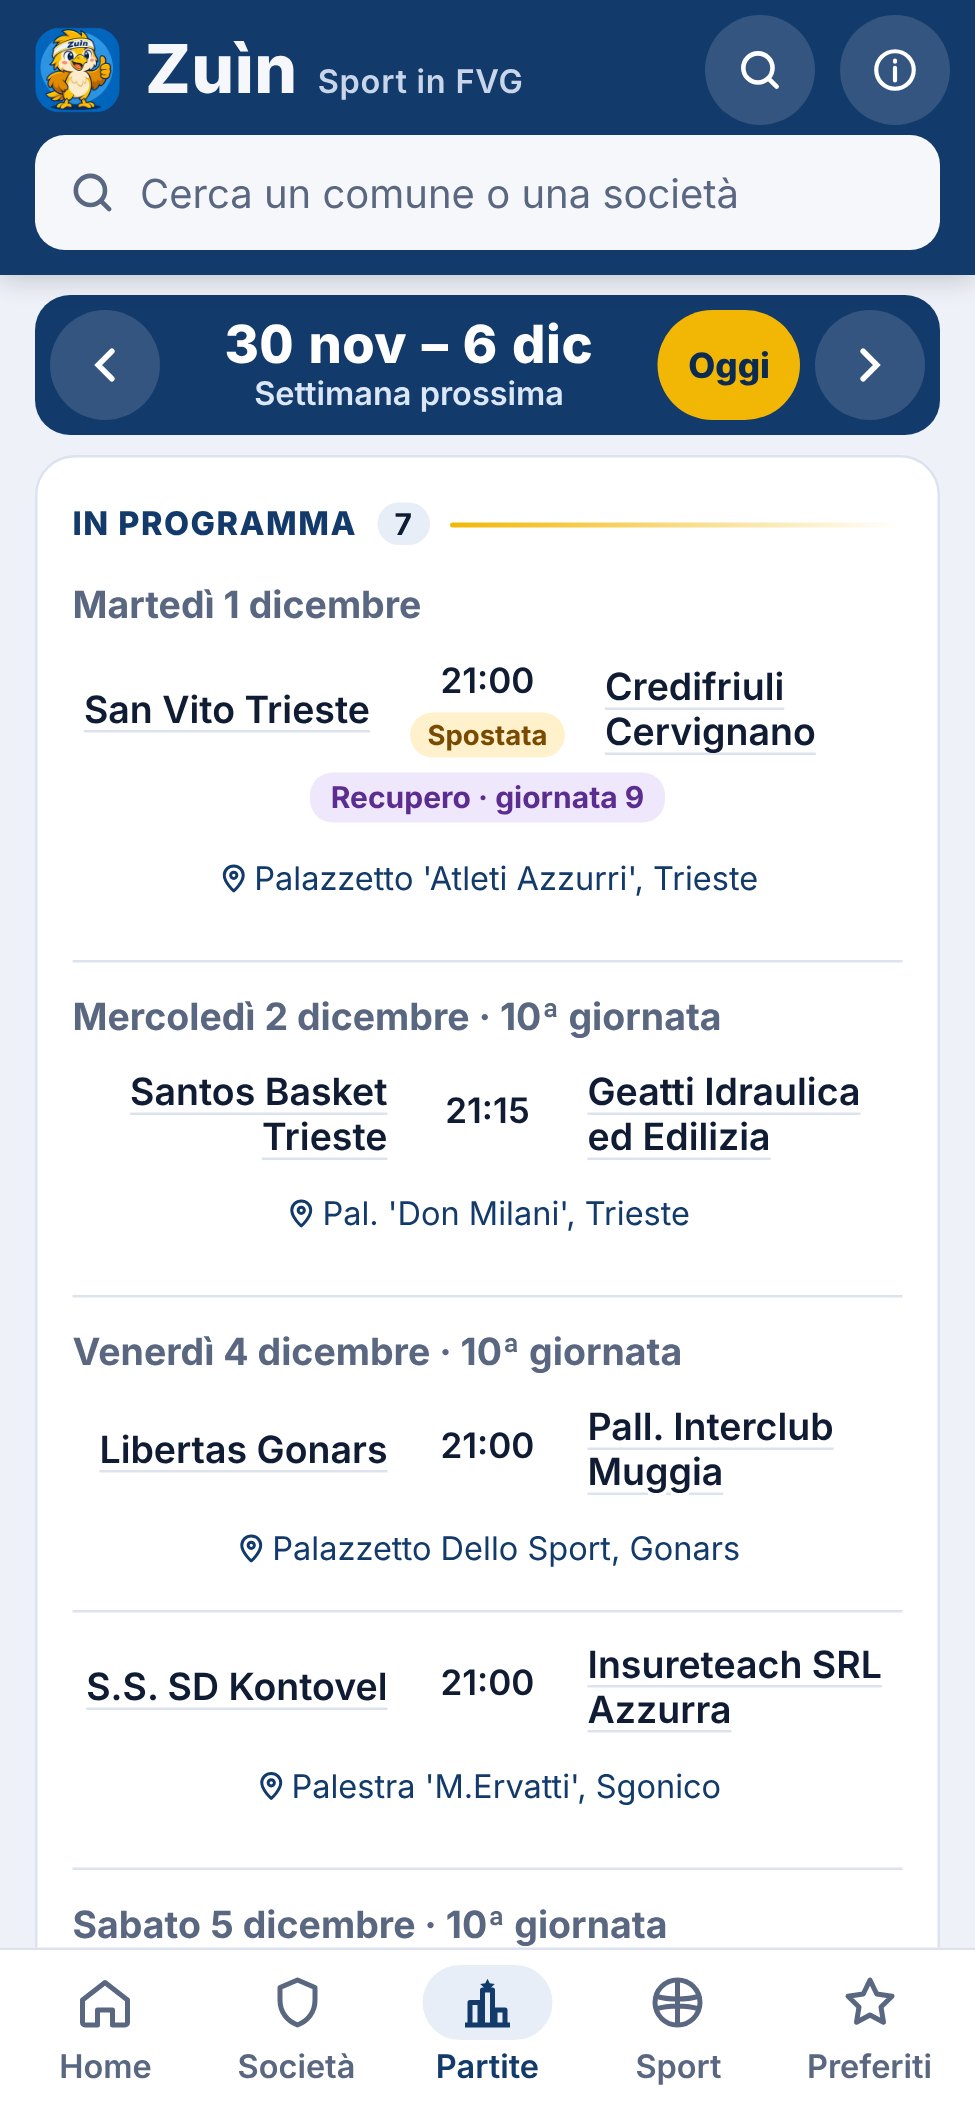 Zuìn
Zuìn Sport in FVG
Cerca un comune o una società
30 nov – 6 dic
Settimana prossima
Oggi
IN PROGRAMMA 7
Martedì 1 dicembre
San Vito Trieste
21:00
Spostata
Credifriuli
Cervignano
Recupero · giornata 9
Palazzetto 'Atleti Azzurri', Trieste
Mercoledì 2 dicembre · 10ª giornata
Santos Basket
Trieste
21:15
Geatti Idraulica
ed Edilizia
Pal. 'Don Milani', Trieste
Venerdì 4 dicembre · 10ª giornata
Libertas Gonars
21:00
Pall. Interclub
Muggia
Palazzetto Dello Sport, Gonars
S.S. SD Kontovel
21:00
Insureteach SRL
Azzurra
Palestra 'M.Ervatti', Sgonico
Sabato 5 dicembre · 10ª giornata
Home
Società
Partite
Sport
Preferiti